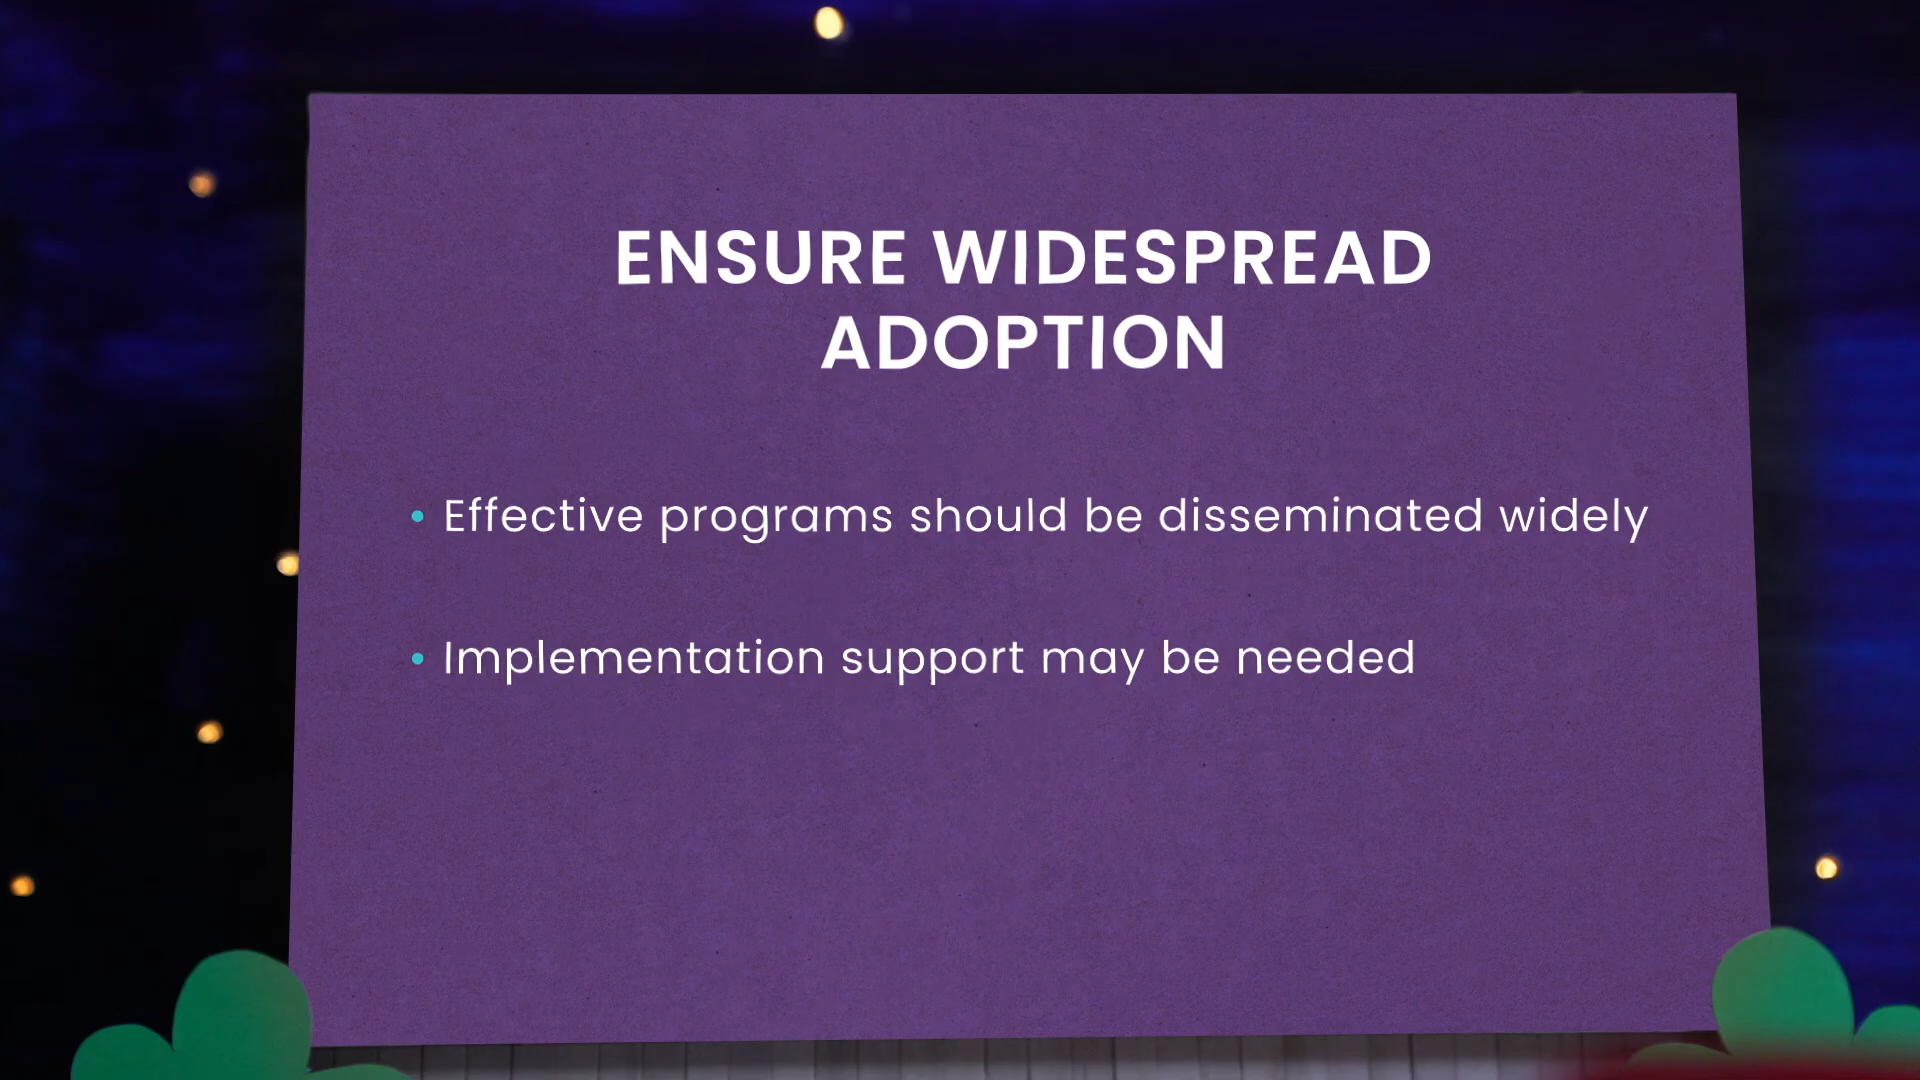 ENSURE WIDESPREAD
ADOPTION
• Effective programs should be disseminated widely
• Implementation support may be needed